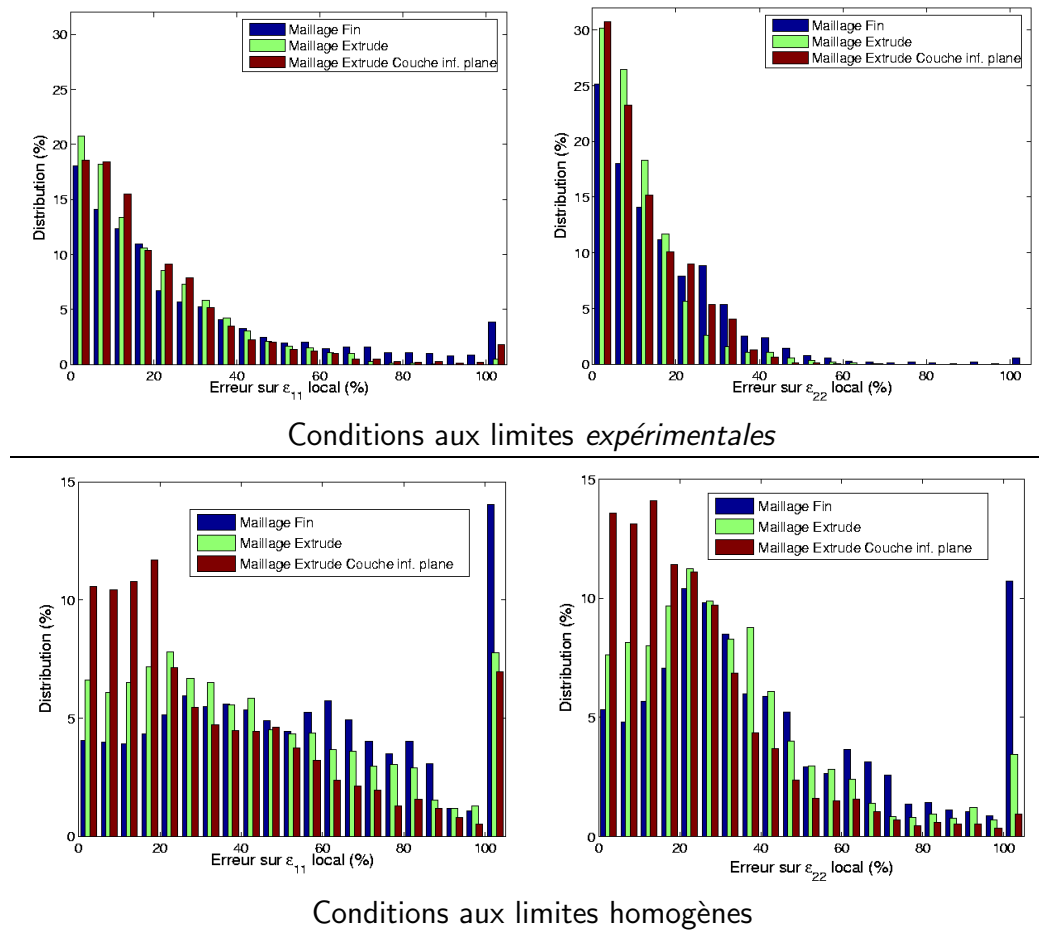 30
25
20
15
10
5
0
Distribution (%)
Maillage Fin
Maillage Extrude
Maillage Extrude Couche inf. plane
0 20 40 60 80 100
Erreur sur ε11 local (%)
30
25
20
15
10
5
0
Distribution (%)
Maillage Fin
Maillage Extrude
Maillage Extrude Couche inf. plane
0 20 40 60 80 100
Erreur sur ε22 local (%)
Conditions aux limites expérimentales
15
10
5
0
Distribution (%)
Maillage Fin
Maillage Extrude
Maillage Extrude Couche inf. plane
0 20 40 60 80 100
Erreur sur ε11 local (%)
15
10
5
0
Distribution (%)
Maillage Fin
Maillage Extrude
Maillage Extrude Couche inf. plane
0 20 40 60 80 100
Erreur sur ε22 local (%)
Conditions aux limites homogènes